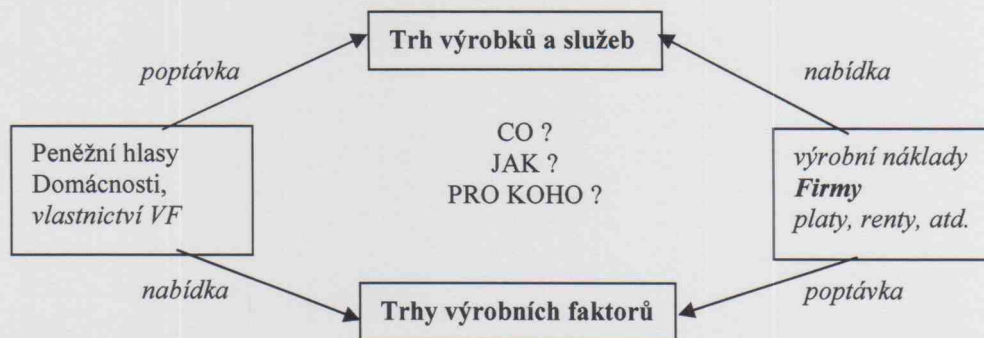 Trh výrobků a služeb
poptávka
nabídka
Peněžní hlasy
Domácnosti,
vlastnictví VF
CO ?
JAK ?
PRO KOHO ?
výrobní náklady
Firmy
platy, renty, atd.
nabídka
poptávka
Trhy výrobních faktorů